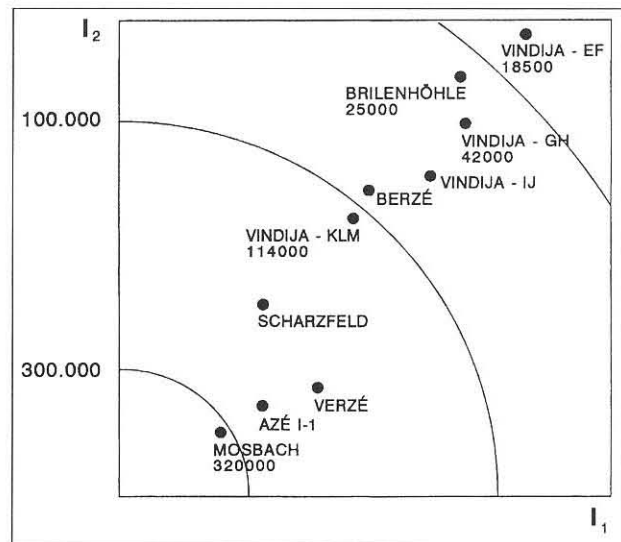 I2
VINDIJA - EF
18500
BRILENHÖHLE
25000
100.000
VINDIJA - GH
42000
VINDIJA - IJ
BERZÉ
VINDIJA - KLM
114000
SCHARZFELD
300.000
VERZÉ
AZÉ I-1
MOSBACH
320000
I1